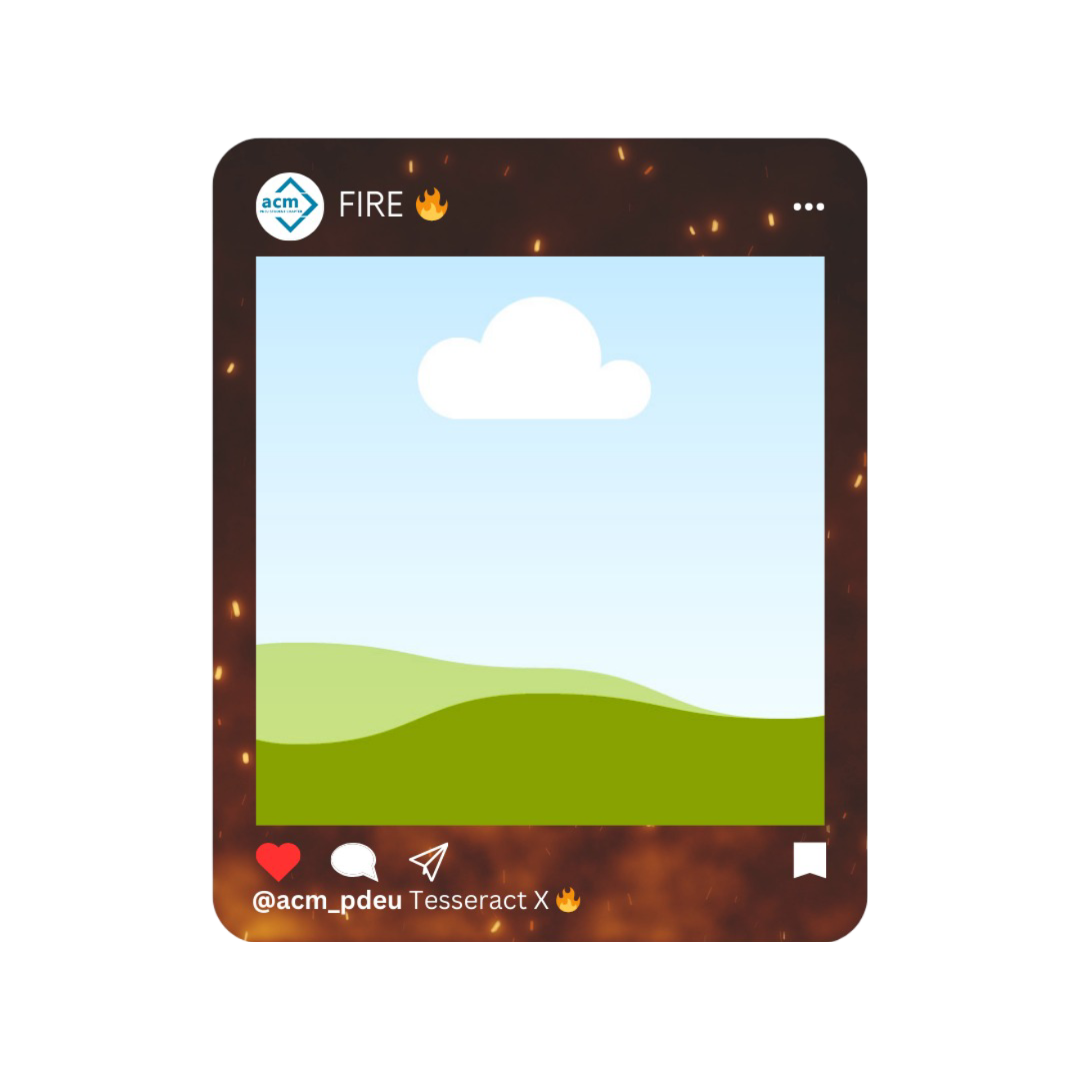 acm
FIRE 🔥
@acm_pdeu Tesseract X 🔥